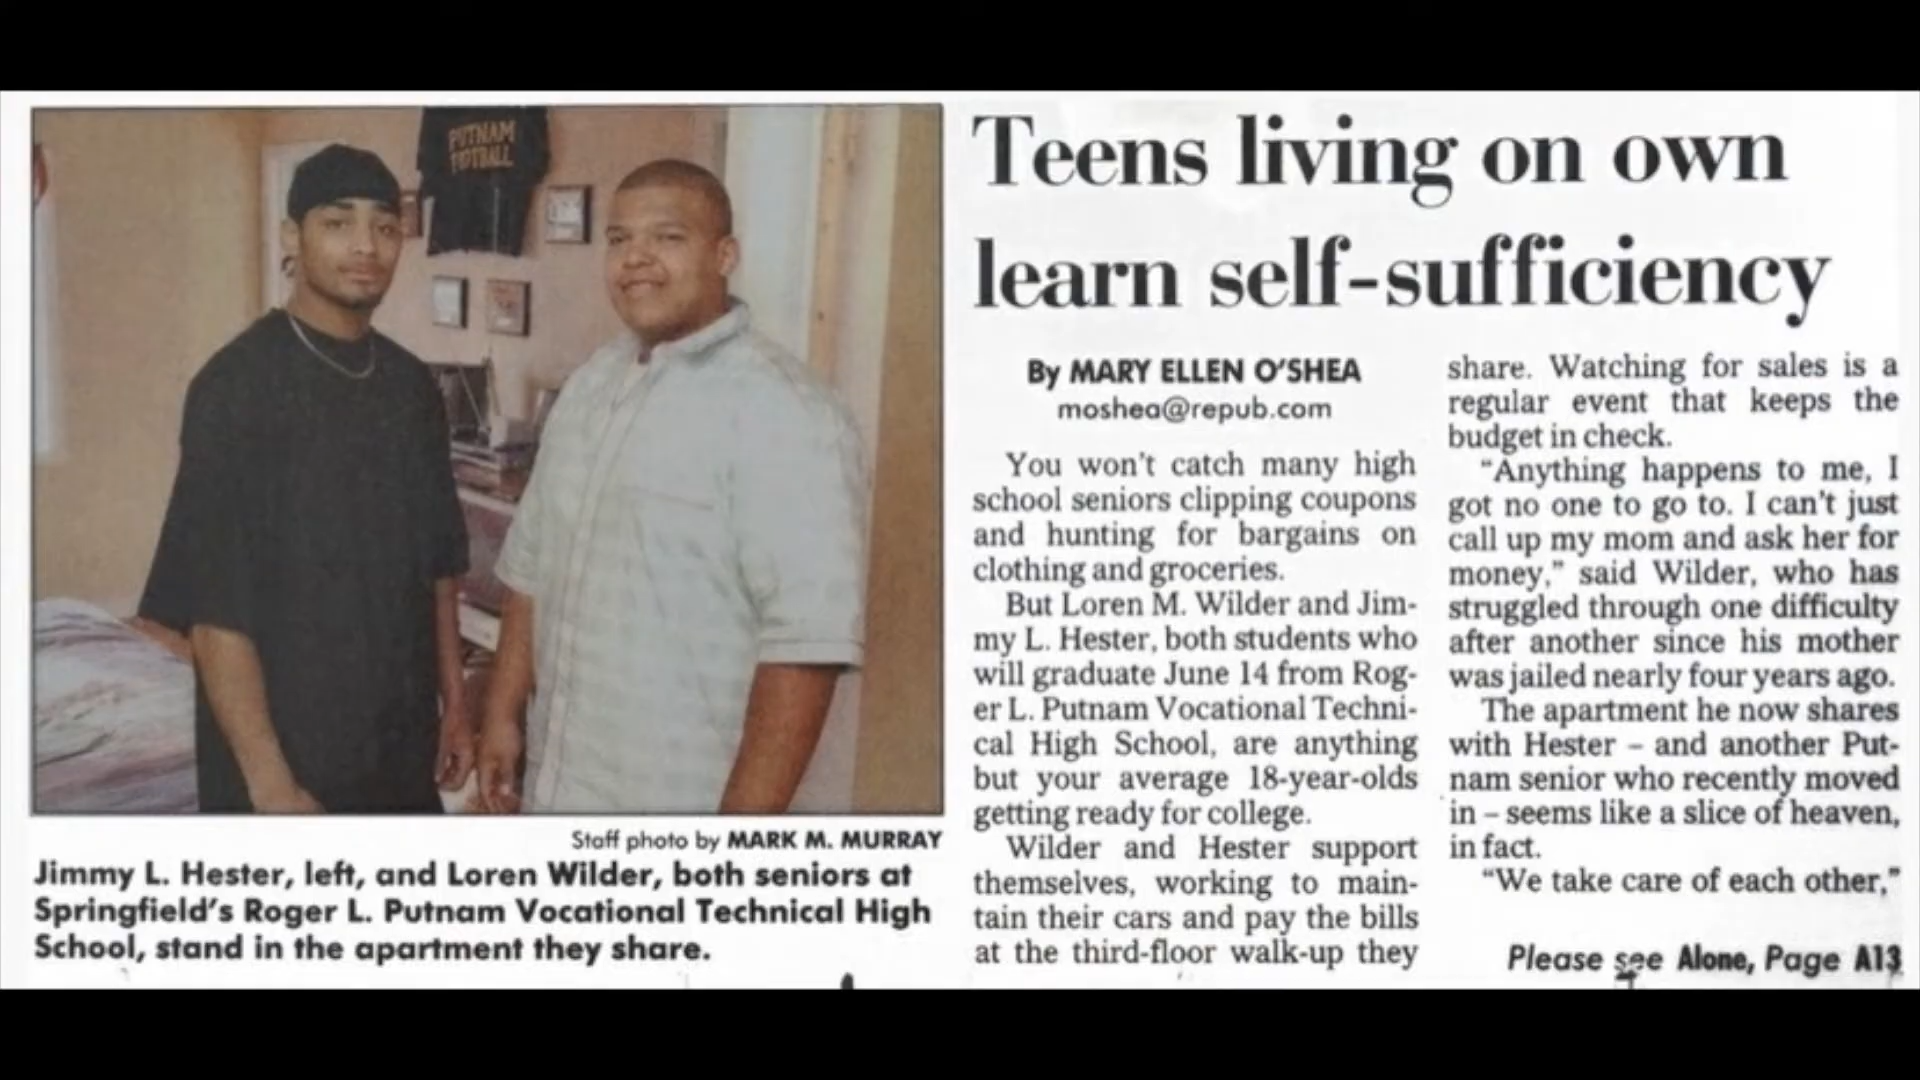 PUTNAM
FOOTBALL
Staff photo by MARK M. MURRAY
Jimmy L. Hester, left, and Loren Wilder, both seniors at
Springfield's Roger L. Putnam Vocational Technical High
School, stand in the apartment they share.
Teens living on own
learn self-sufficiency
By MARY ELLEN O'SHEA
moshea@repub.com
You won't catch many high
school seniors clipping coupons
and hunting for bargains on
clothing and groceries.
But Loren M. Wilder and Jim-
my L. Hester, both students who
will graduate June 14 from Rog-
er L. Putnam Vocational Techni-
cal High School, are anything
but your average 18-year-olds
getting ready for college.
Wilder and Hester support
themselves, working to main-
tain their cars and pay the bills
at the third-floor walk-up they
share. Watching for sales is a
regular event that keeps the
budget in check.
"Anything happens to me, I
got no one to go to. I can't just
call up my mom and ask her for
money," said Wilder, who has
struggled through one difficulty
after another since his mother
was jailed nearly four years ago.
The apartment he now shares
with Hester – and another Put-
nam senior who recently moved
in – seems like a slice of heaven,
in fact.
"We take care of each other,"
Please see Alone, Page A13